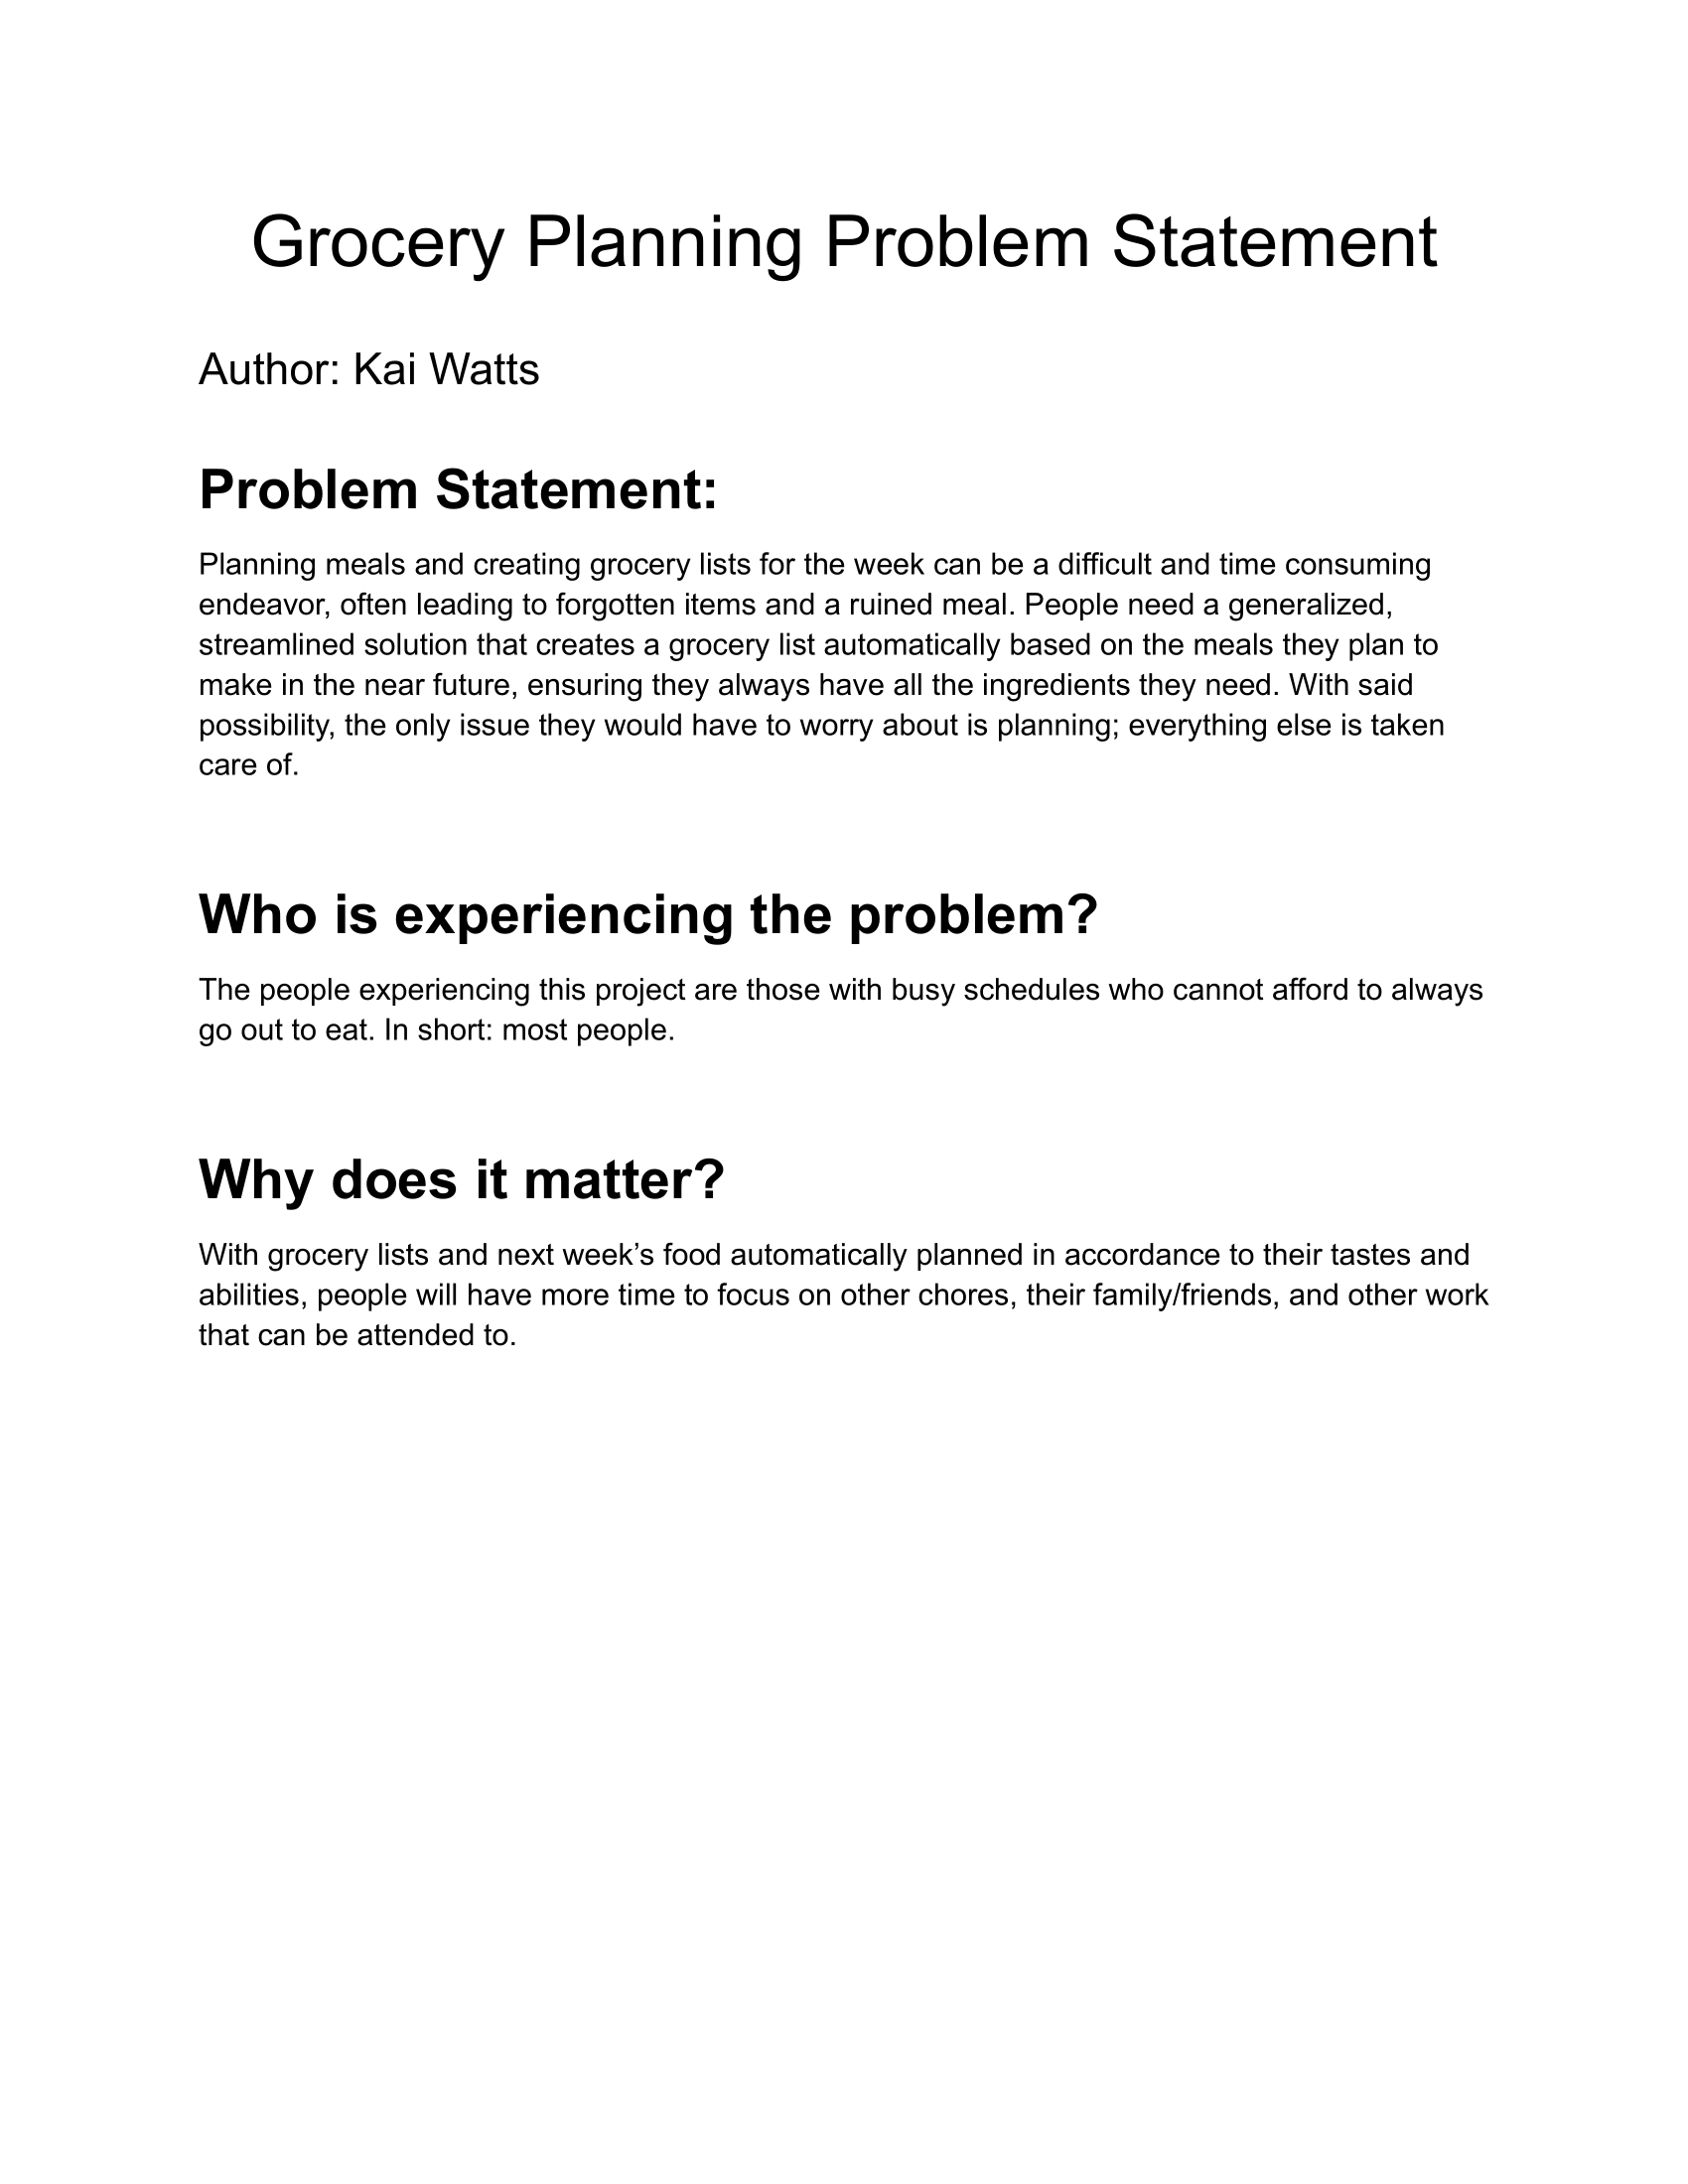 Grocery Planning Problem Statement
Author: Kai Watts
Problem Statement:
Planning meals and creating grocery lists for the week can be a difficult and time consuming
endeavor, often leading to forgotten items and a ruined meal. People need a generalized,
streamlined solution that creates a grocery list automatically based on the meals they plan to
make in the near future, ensuring they always have all the ingredients they need. With said
possibility, the only issue they would have to worry about is planning; everything else is taken
care of.
Who is experiencing the problem?
The people experiencing this project are those with busy schedules who cannot afford to always
go out to eat. In short: most people.
Why does it matter?
With grocery lists and next week’s food automatically planned in accordance to their tastes and
abilities, people will have more time to focus on other chores, their family/friends, and other work
that can be attended to.